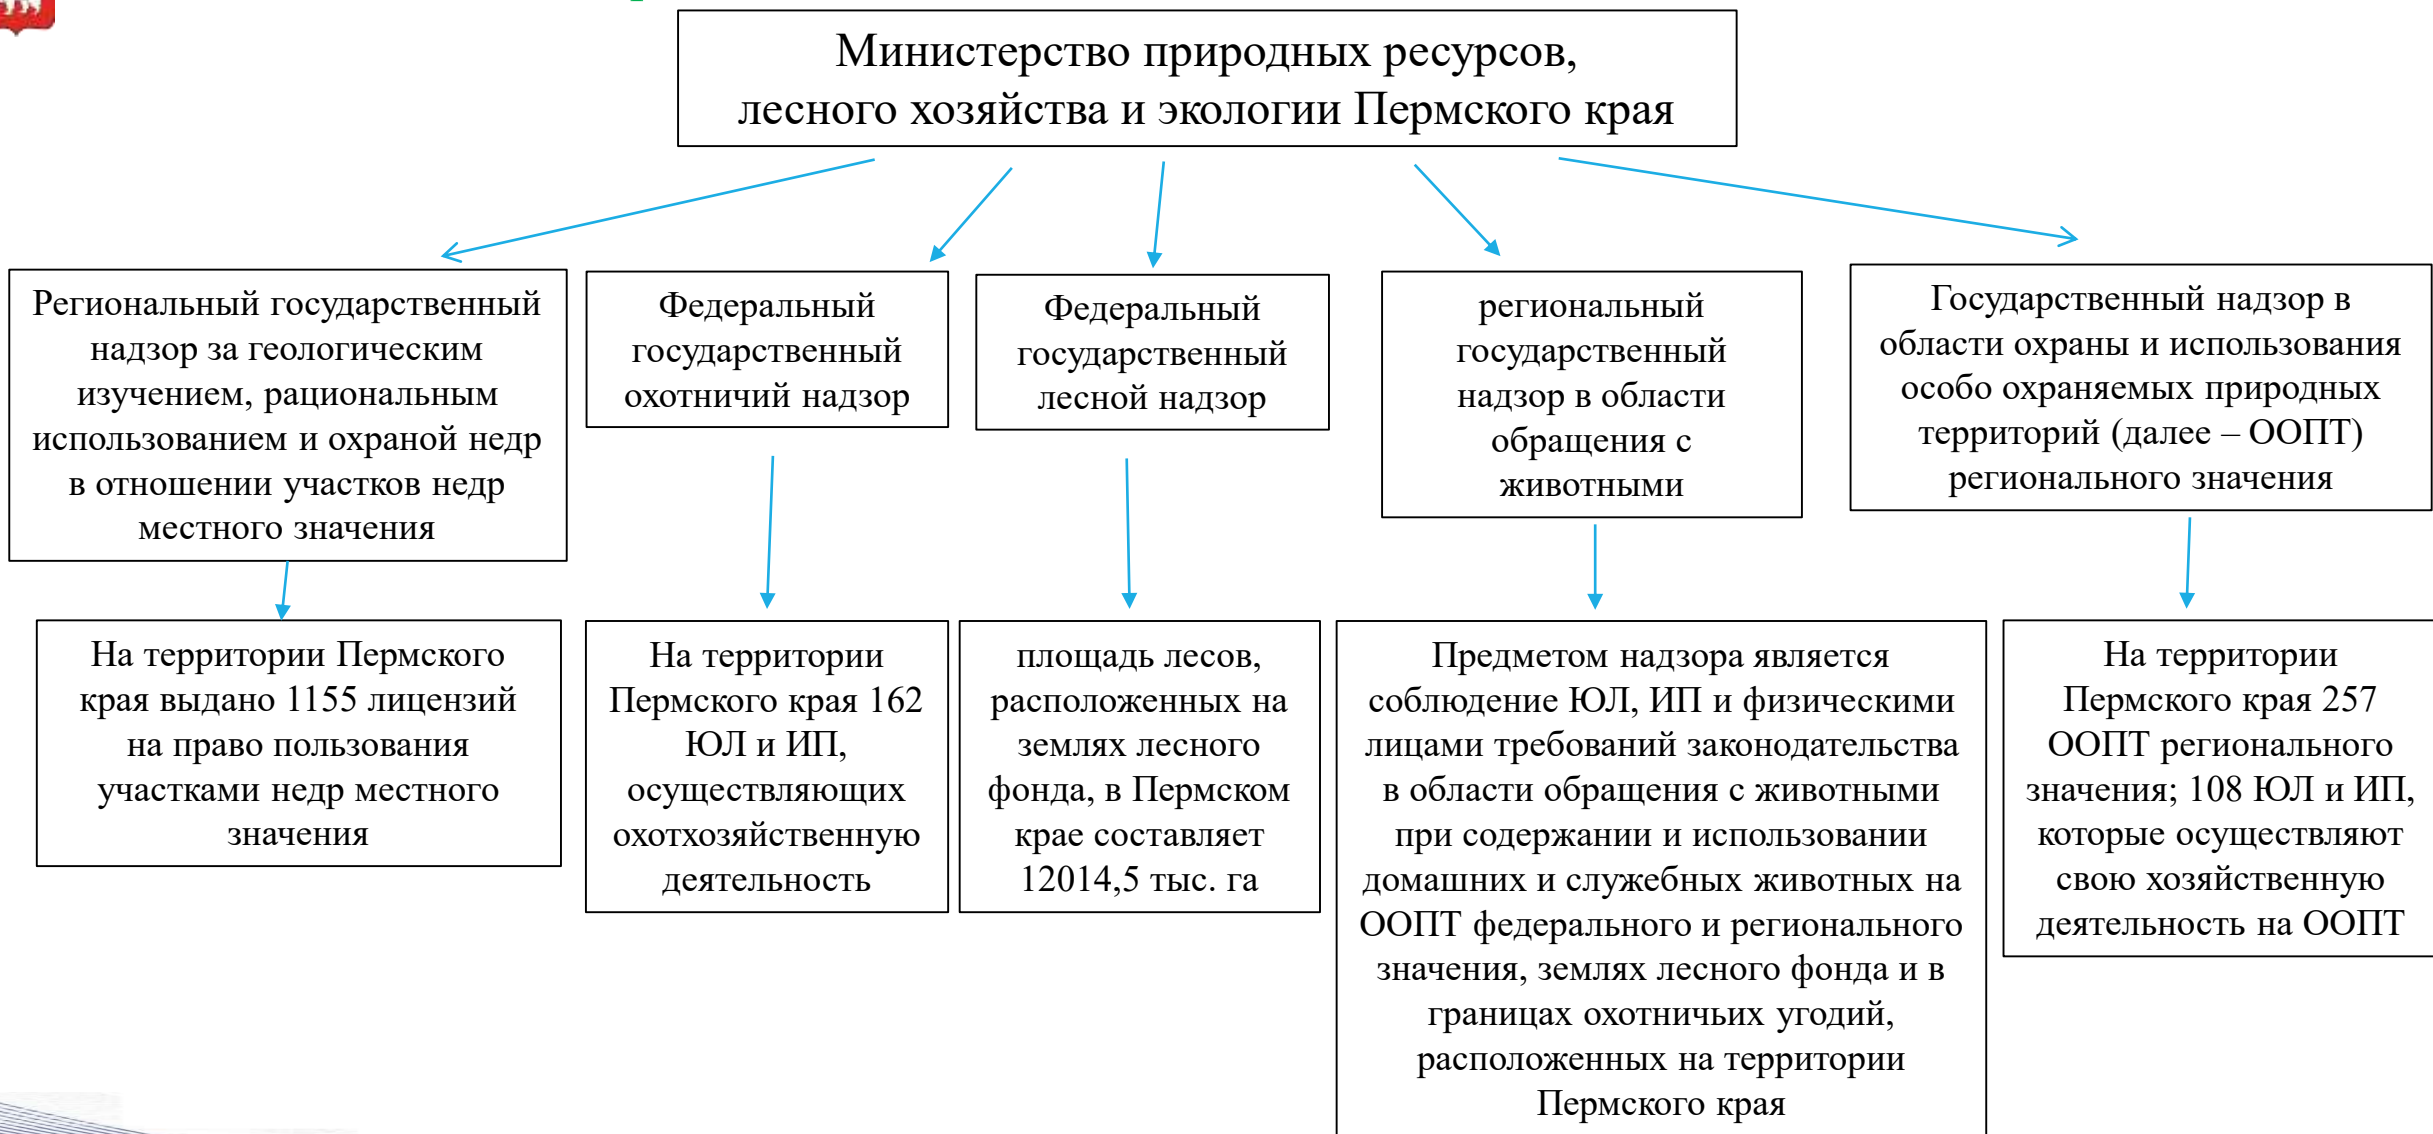 Министерство природных ресурсов,
лесного хозяйства и экологии Пермского края
Региональный государственный
надзор за геологическим
изучением, рациональным
использованием и охраной недр
в отношении участков недр
местного значения
Федеральный
государственный
охотничий надзор
Федеральный
государственный
лесной надзор
региональный
государственный
надзор в области
обращения с
животными
Государственный надзор в
области охраны и использования
особо охраняемых природных
территорий (далее – ООПТ)
регионального значения
На территории Пермского
края выдано 1155 лицензий
на право пользования
участками недр местного
значения
На территории
Пермского края 162
ЮЛ и ИП,
осуществляющих
охотхозяйственную
деятельность
площадь лесов,
расположенных на
землях лесного
фонда, в Пермском
крае составляет
12014,5 тыс. га
Предметом надзора является
соблюдение ЮЛ, ИП и физическими
лицами требований законодательства
в области обращения с животными
при содержании и использовании
домашних и служебных животных на
ООПТ федерального и регионального
значения, землях лесного фонда и в
границах охотничьих угодий,
расположенных на территории
Пермского края
На территории
Пермского края 257
ООПТ регионального
значения; 108 ЮЛ и ИП,
которые осуществляют
свою хозяйственную
деятельность на ООПТ